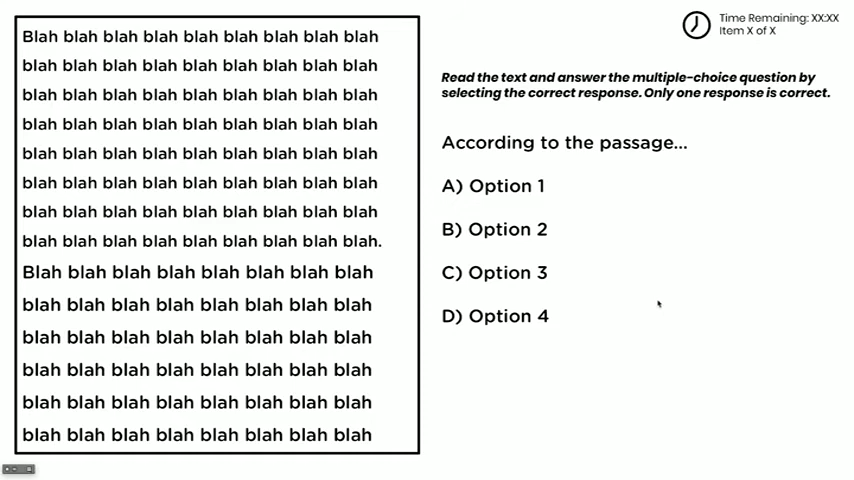 Blah blah blah blah blah blah blah blah blah
blah blah blah blah blah blah blah blah blah
blah blah blah blah blah blah blah blah blah
blah blah blah blah blah blah blah blah blah
blah blah blah blah blah blah blah blah blah
blah blah blah blah blah blah blah blah blah
blah blah blah blah blah blah blah blah blah
blah blah blah blah blah blah blah blah blah.
Blah blah blah blah blah blah blah blah
blah blah blah blah blah blah blah blah
blah blah blah blah blah blah blah blah
blah blah blah blah blah blah blah blah
blah blah blah blah blah blah blah blah
blah blah blah blah blah blah blah blah
Time Remaining: XX:XX
Item X of X
Read the text and answer the multiple-choice question by
selecting the correct response. Only one response is correct.
According to the passage...
A) Option 1
B) Option 2
C) Option 3
D) Option 4